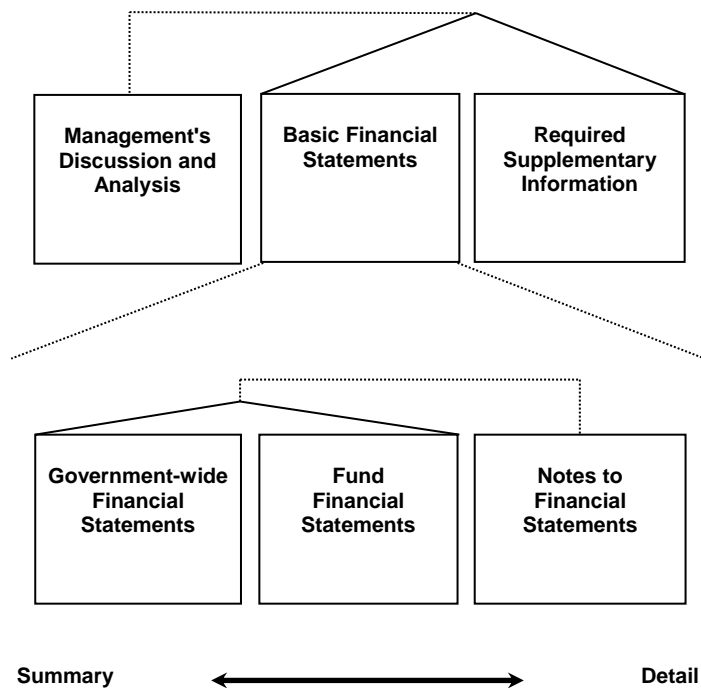 Management's
Discussion and
Analysis
Basic Financial
Statements
Required
Supplementary
Information
Government-wide
Financial
Statements
Fund
Financial
Statements
Notes to
Financial
Statements
Summary
Detail